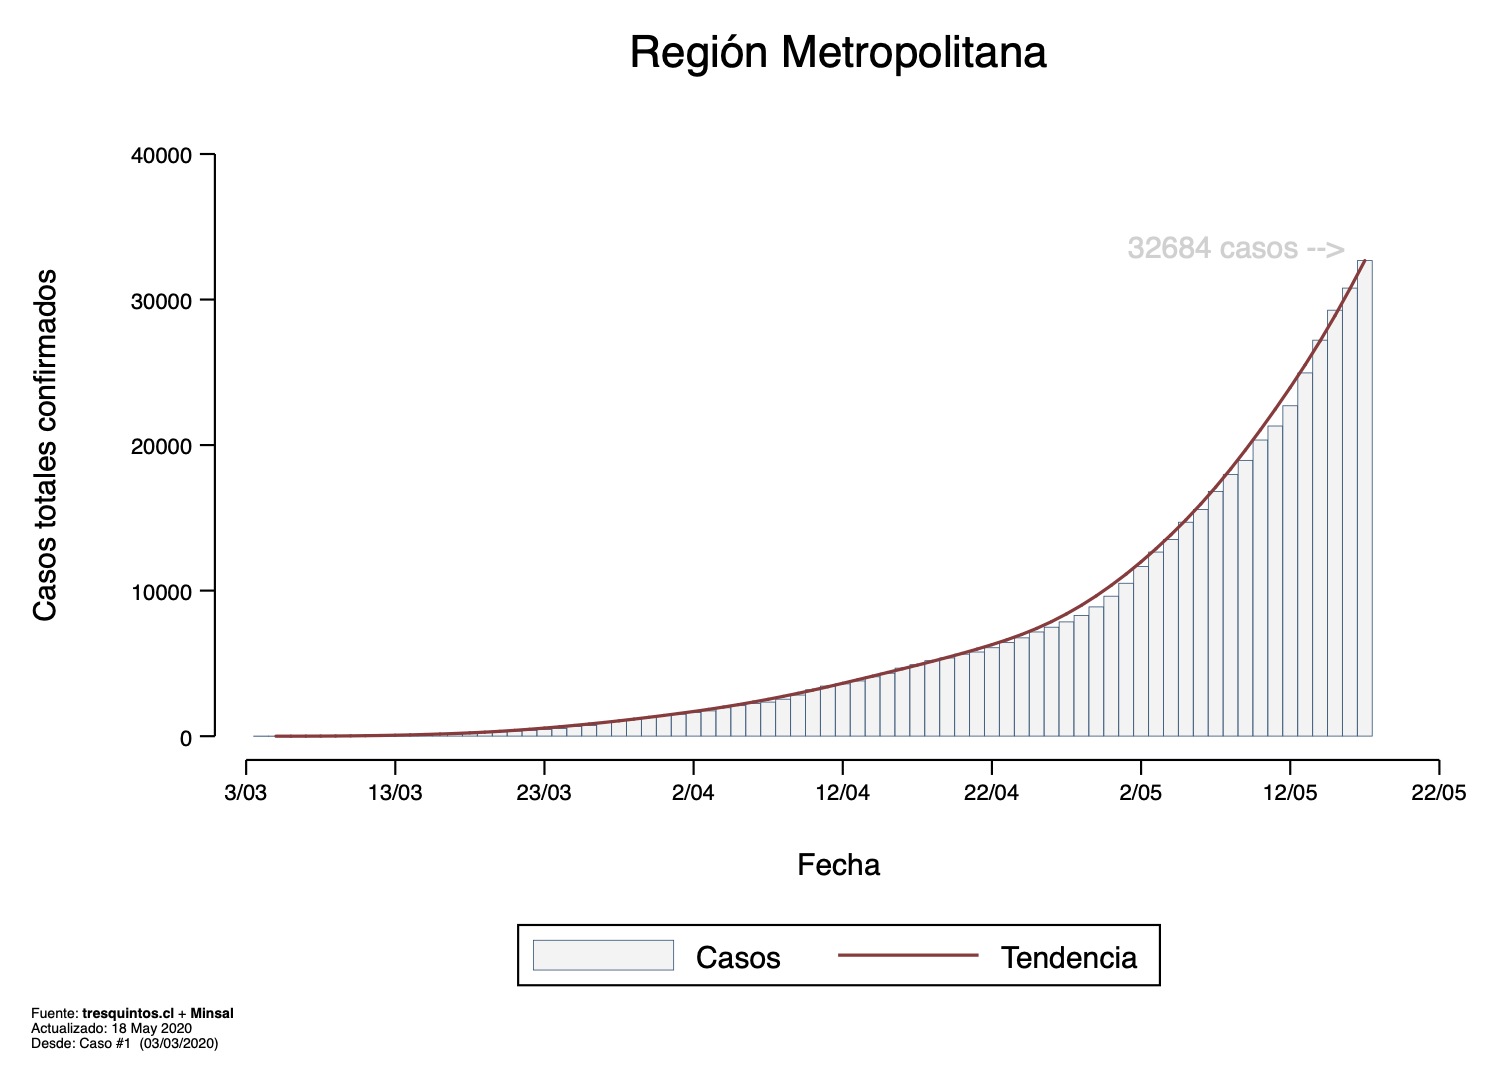 Región Metropolitana
Casos totales confirmados
40000
30000
20000
10000
0
32684 casos -->
3/03 13/03 23/03 2/04 12/04 22/04 2/05 12/05 22/05
Fecha
Casos Tendencia
Fuente: tresquintos.cl + Minsal
Actualizado: 18 May 2020
Desde: Caso #1 (03/03/2020)